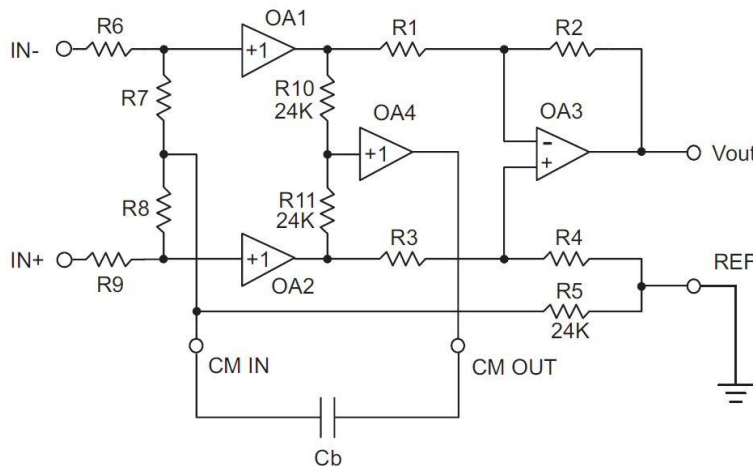 R6
OA1
R1
R2
IN-
+1
R7
R10
24K
OA4
OA3
+1
-
+
Vout
R8
R11
24K
IN+
R9
+1
OA2
R3
R4
REF
R5
24K
CM IN
CM OUT
Cb